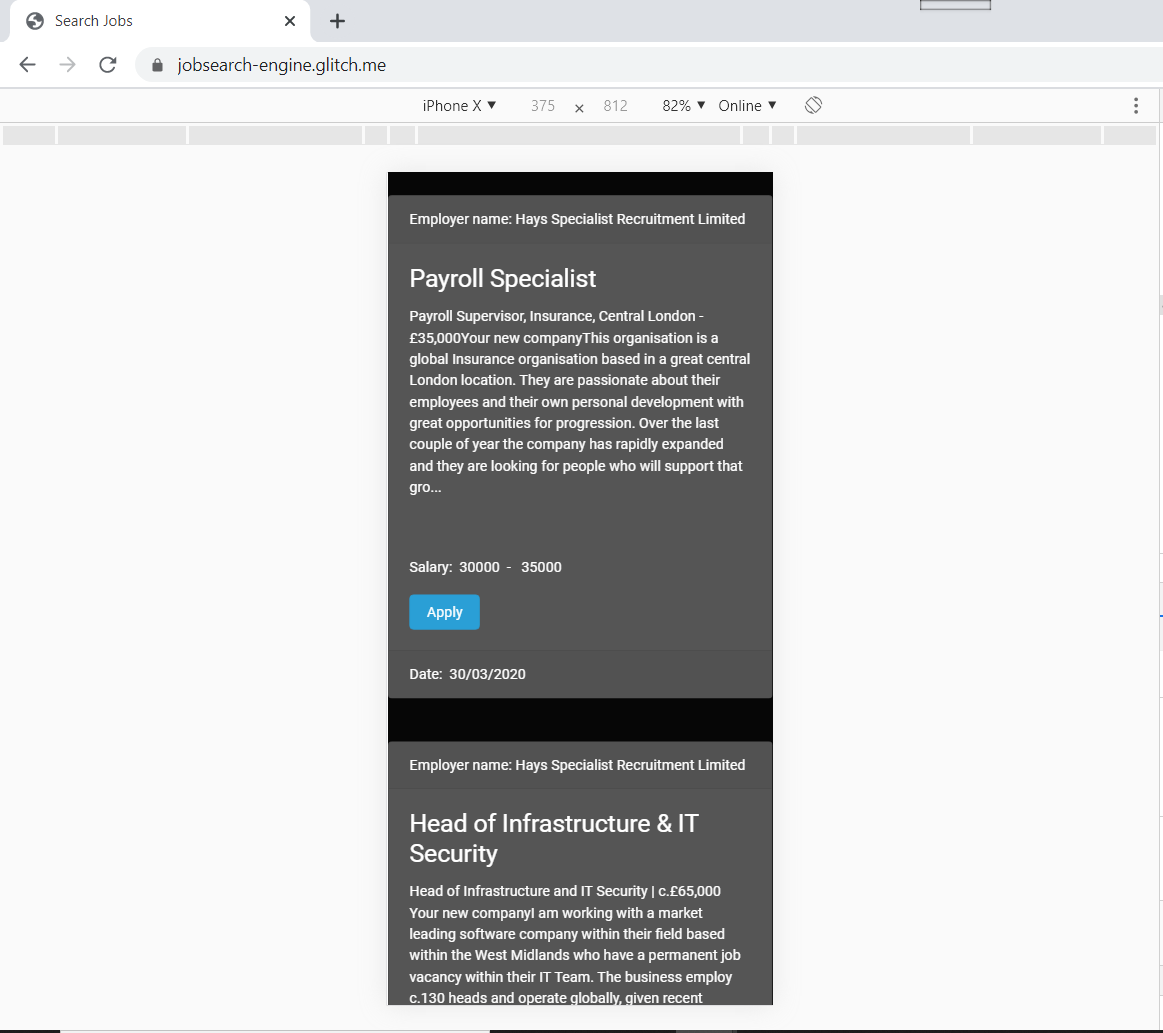 Search Jobs
jobsearch-engine.glitch.me
iPhone X ▼ 375 × 812 82% ▼ Online ▼
Employer name: Hays Specialist Recruitment Limited
Payroll Specialist
Payroll Supervisor, Insurance, Central London -
£35,000Your new companyThis organisation is a
global Insurance organisation based in a great central
London location. They are passionate about their
employees and their own personal development with
great opportunities for progression. Over the last
couple of year the company has rapidly expanded
and they are looking for people who will support that
gro...
Salary: 30000 - 35000
Apply
Date: 30/03/2020
Employer name: Hays Specialist Recruitment Limited
Head of Infrastructure & IT
Security
Head of Infrastructure and IT Security | c.£65,000
Your new companyI am working with a market
leading software company within their field based
within the West Midlands who have a permanent job
vacancy within their IT Team. The business employ
c.130 heads and operate globally, given recent